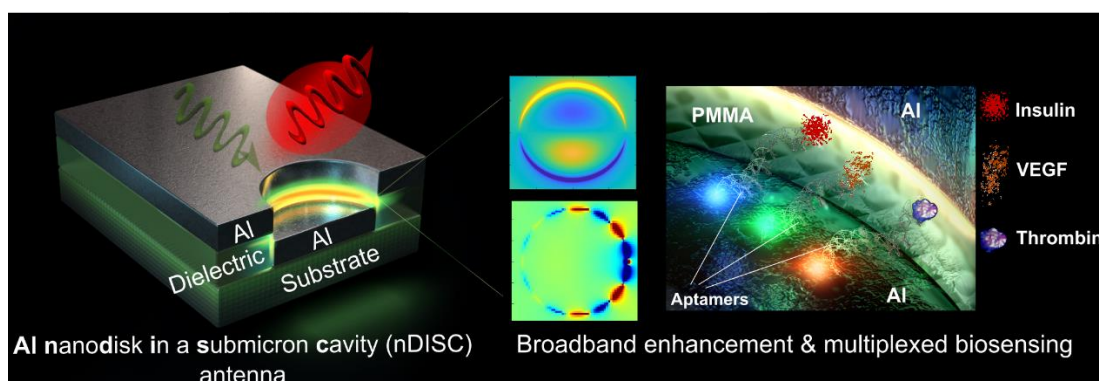 Al
Dielectric
Al
Substrate
Al nanodisk in a submicron cavity (nDISC)
antenna
PMMA
Al
Aptamers
Al
Insulin
VEGF
Thrombin
Broadband enhancement & multiplexed biosensing